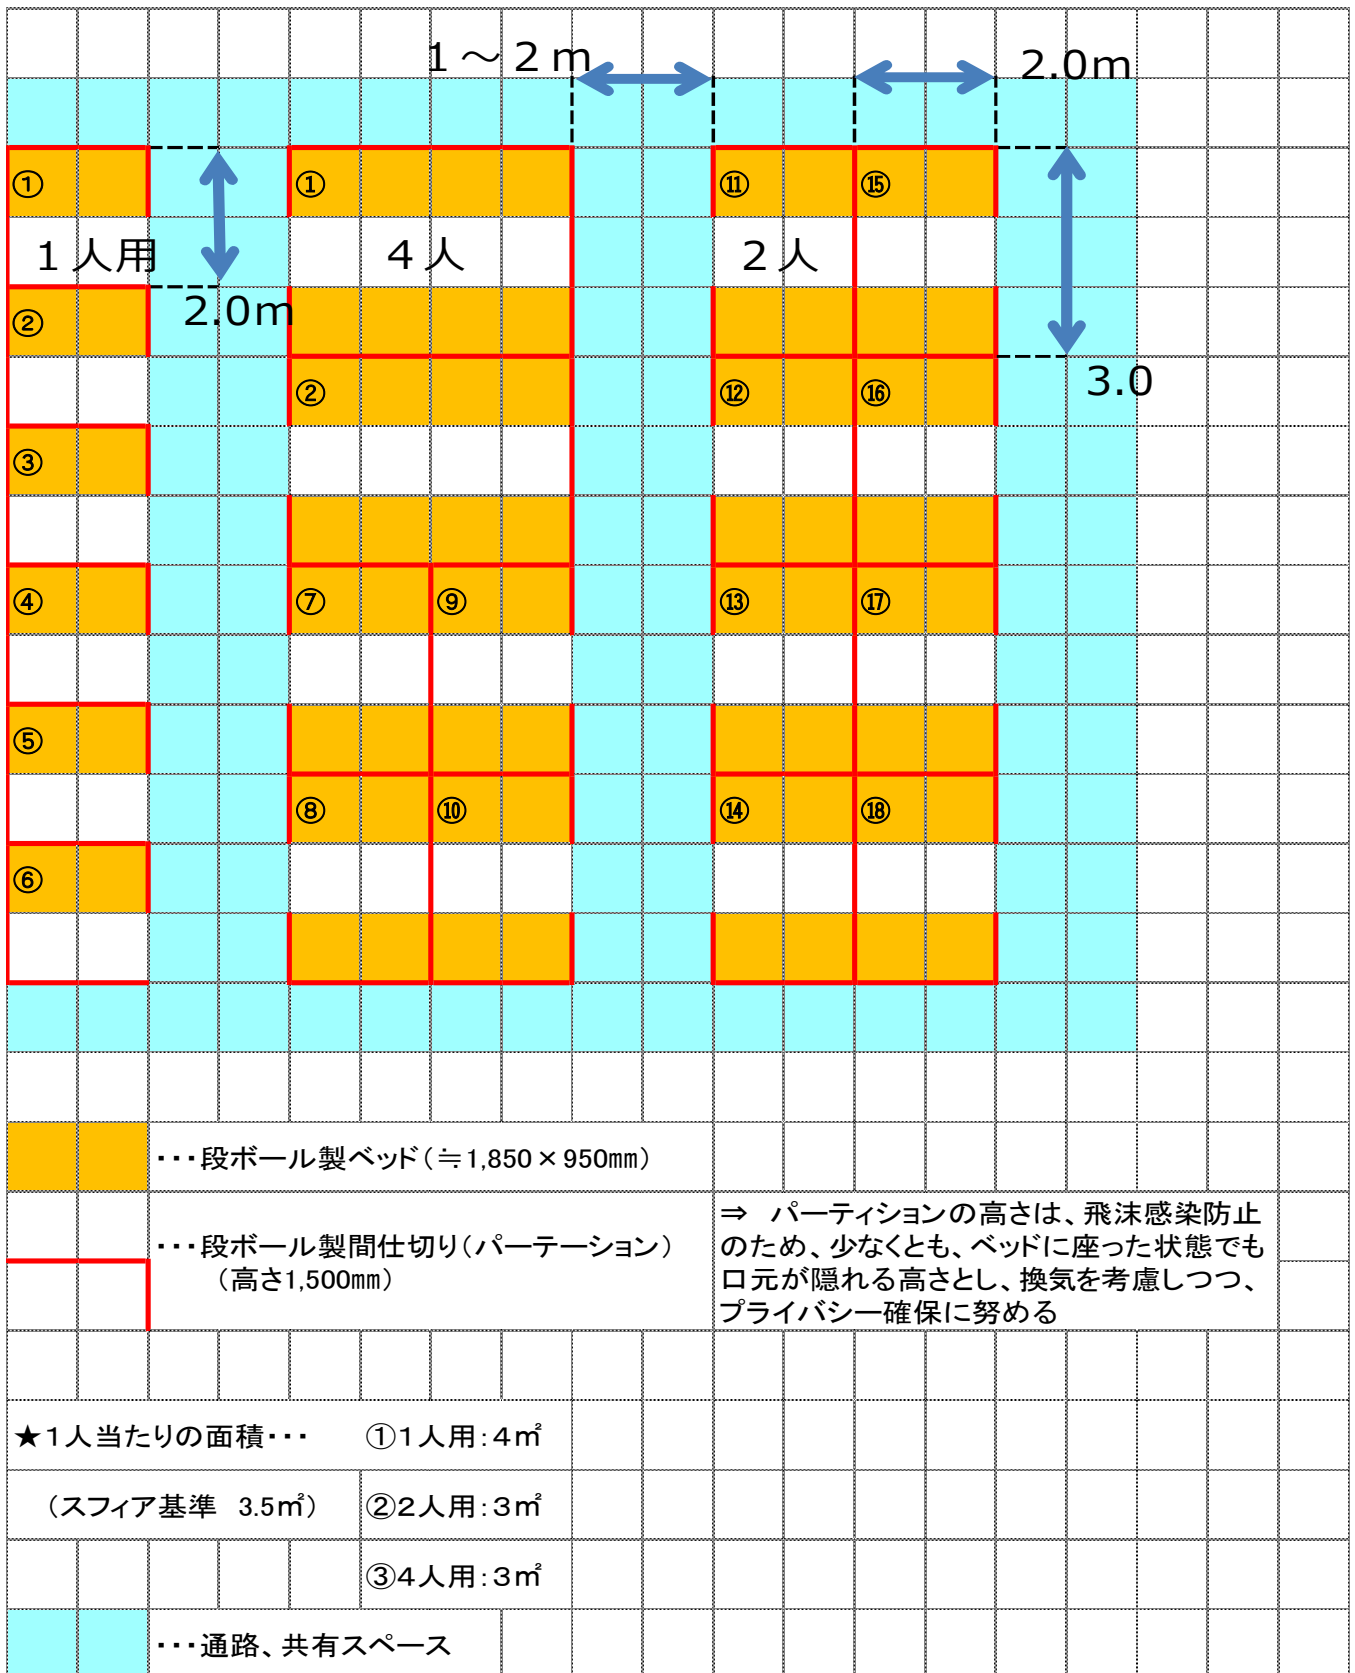 1～2m
2.0m
①
①
⑪
⑮
1人用
4人
2人
②
2.0m
②
⑫
⑯
3.0
③
④
⑦
⑨
⑬
⑰
⑤
⑧
⑩
⑭
⑱
⑥
･･･段ボール製ベッド（≒1,850×950㎜）
･･･段ボール製間仕切り（パーテーション）
（高さ1,500㎜）
⇒　パーティションの高さは、飛沫感染防止
のため、少なくとも、ベッドに座った状態でも
口元が隠れる高さとし、換気を考慮しつつ、
プライバシー確保に努める
★１人当たりの面積･･･　①１人用：４㎡
（スフィア基準　3.5㎡）　②２人用：３㎡
③４人用：３㎡
･･･通路、共有スペース